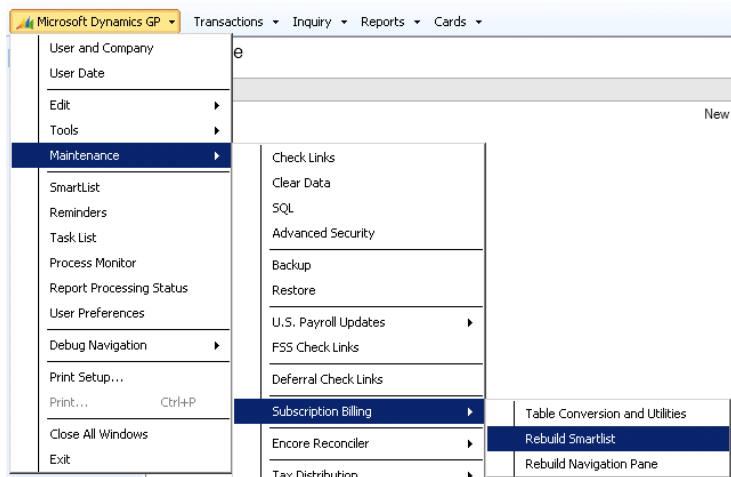 Microsoft Dynamics GP Transactions Inquiry Reports Cards
User and Company
e
User Date
Edit
New
Tools
Maintenance
SmartList
Reminders
Task List
Process Monitor
Report Processing Status
User Preferences
Debug Navigation
Print Setup...
Print... Ctrl+P
Close All Windows
Exit
Check Links
Clear Data
SQL
Advanced Security
Backup
Restore
U.S. Payroll Updates
FSS Check Links
Deferral Check Links
Subscription Billing
Encore Reconciler
Tax Distribution
Table Conversion and Utilities
Rebuild Smartlist
Rebuild Navigation Pane